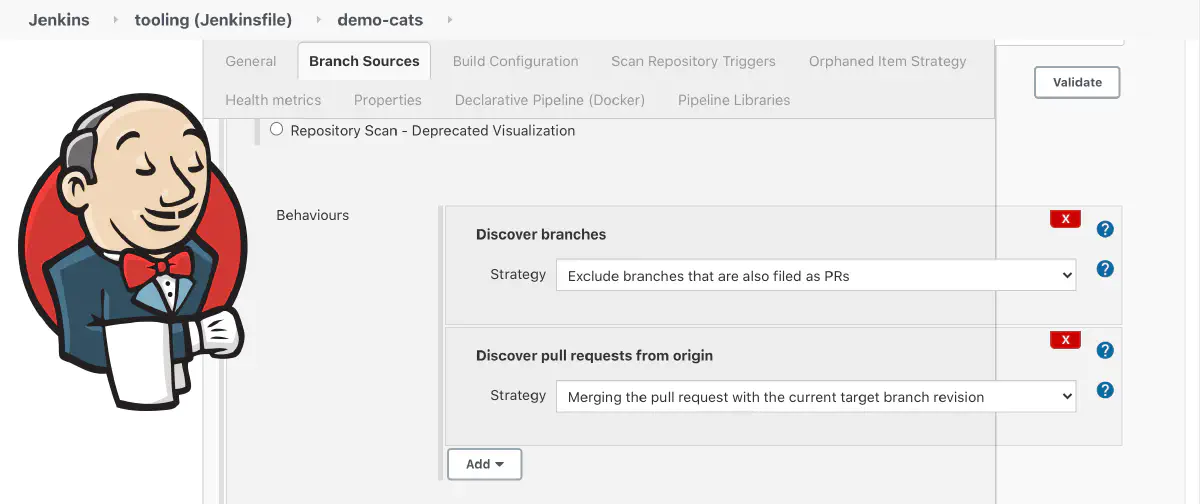 Jenkins tooling (Jenkinsfile) demo-cats
General Branch Sources Build Configuration Scan Repository Triggers Orphaned Item Strategy
Validate
Health metrics Properties Declarative Pipeline (Docker) Pipeline Libraries
Repository Scan - Deprecated Visualization
Behaviours
X
Discover branches
?
Strategy Exclude branches that are also filed as PRs ?
X
Discover pull requests from origin
?
Strategy Merging the pull request with the current target branch revision ?
Add